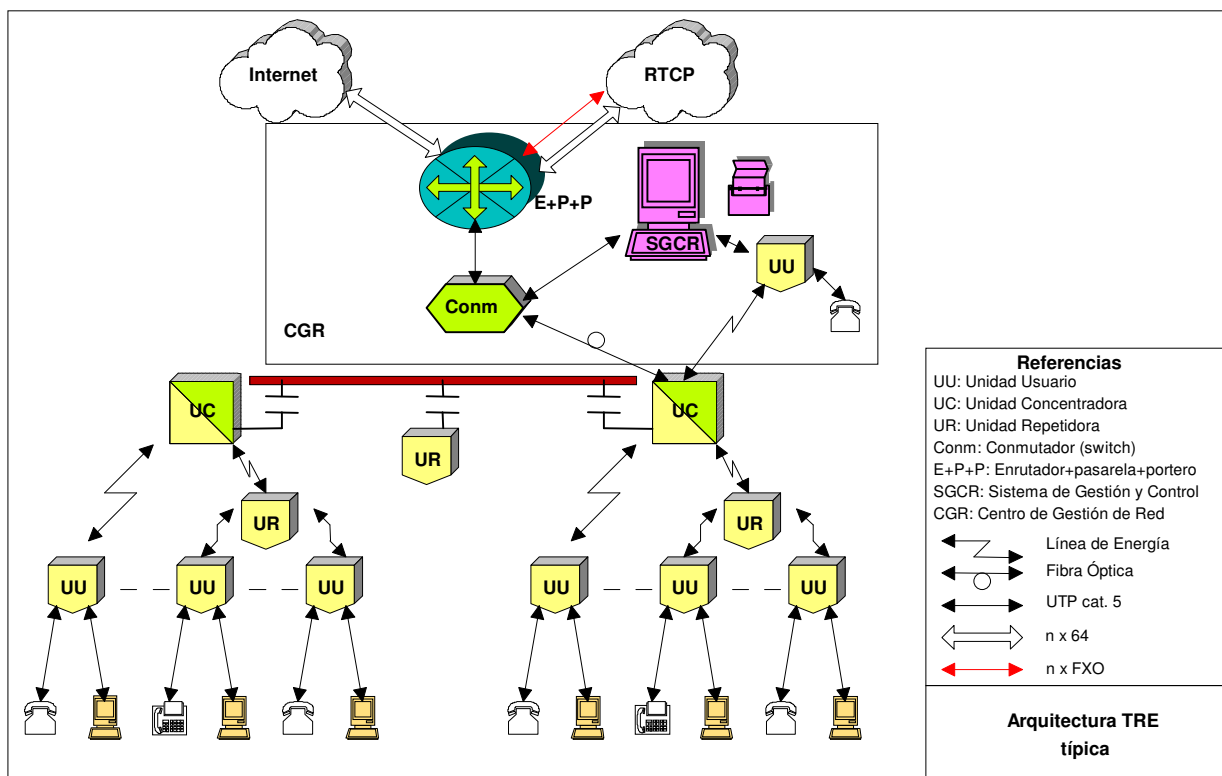 Internet
RTCP
E+P+P
SGCR
UU
Conm
CGR
UC
UC
UR
UR
UR
UU
UU
UU
UU
UU
UU
Referencias
UU: Unidad Usuario
UC: Unidad Concentradora
UR: Unidad Repetidora
Conm: Conmutador (switch)
E+P+P: Enrutador+pasarela+portero
SGCR: Sistema de Gestión y Control
CGR: Centro de Gestión de Red
Línea de Energía
Fibra Óptica
UTP cat. 5
n x 64
n x FXO
Arquitectura TRE
típica